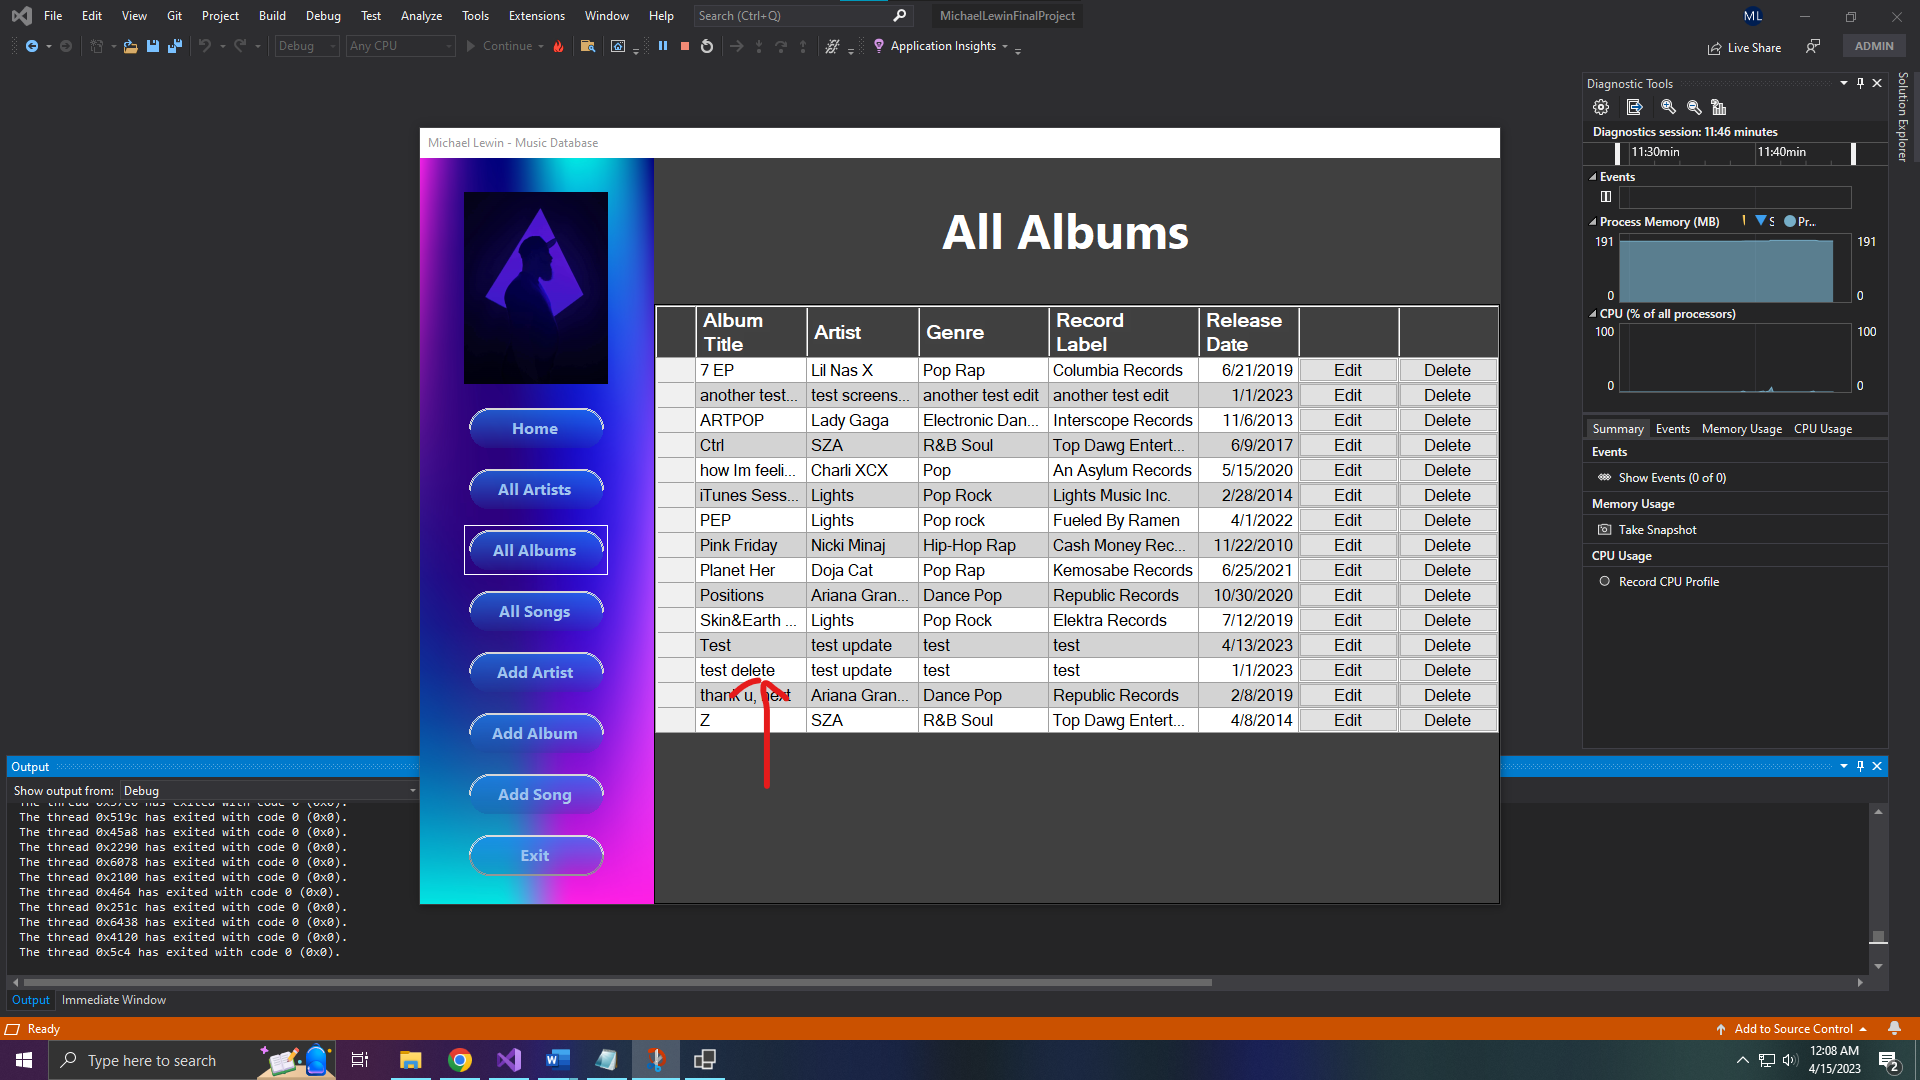 File Edit View Git Project Build Debug Test Analyze Tools Extensions Window Help Search (Ctrl+Q) MichaelLewinFinalProject ML
Debug Any CPU Continue Application Insights Live Share ADMIN
Solution Explorer
Michael Lewin - Music Database
Home
All Artists
All Albums
All Songs
Add Artist
Add Album
Add Song
Exit
All Albums
Album Title Artist Genre Record Label Release Date
7 EP Lil Nas X Pop Rap Columbia Records 6/21/2019 Edit Delete
another test... test screens... another test edit another test edit 1/1/2023 Edit Delete
ARTPOP Lady Gaga Electronic Dan... Interscope Records 11/6/2013 Edit Delete
Ctrl SZA R&B Soul Top Dawg Entert... 6/9/2017 Edit Delete
how Im feeli... Charli XCX Pop An Asylum Records 5/15/2020 Edit Delete
iTunes Sess... Lights Pop Rock Lights Music Inc. 2/28/2014 Edit Delete
PEP Lights Pop rock Fueled By Ramen 4/1/2022 Edit Delete
Pink Friday Nicki Minaj Hip-Hop Rap Cash Money Rec... 11/22/2010 Edit Delete
Planet Her Doja Cat Pop Rap Kemosabe Records 6/25/2021 Edit Delete
Positions Ariana Gran... Dance Pop Republic Records 10/30/2020 Edit Delete
Skin&Earth ... Lights Pop Rock Elektra Records 7/12/2019 Edit Delete
Test test update test test 4/13/2023 Edit Delete
test delete test update test test 1/1/2023 Edit Delete
thank u, next Ariana Gran... Dance Pop Republic Records 2/8/2019 Edit Delete
Z SZA R&B Soul Top Dawg Entert... 4/8/2014 Edit Delete
Diagnostic Tools
Diagnostics session: 11:46 minutes
11:30min 11:40min
Events
Process Memory (MB) S Pr...
191 191
0 0
CPU (% of all processors)
100 100
0 0
Summary Events Memory Usage CPU Usage
Events
Show Events (0 of 0)
Memory Usage
Take Snapshot
CPU Usage
Record CPU Profile
Output
Show output from: Debug
has exited with code 0 (0x0).
The thread 0x519c has exited with code 0 (0x0).
The thread 0x45a8 has exited with code 0 (0x0).
The thread 0x2290 has exited with code 0 (0x0).
The thread 0x6078 has exited with code 0 (0x0).
The thread 0x2100 has exited with code 0 (0x0).
The thread 0x464 has exited with code 0 (0x0).
The thread 0x251c has exited with code 0 (0x0).
The thread 0x6438 has exited with code 0 (0x0).
The thread 0x4120 has exited with code 0 (0x0).
The thread 0x5c4 has exited with code 0 (0x0).
Output Immediate Window
Ready Add to Source Control
Type here to search 12:08 AM
4/15/2023 2